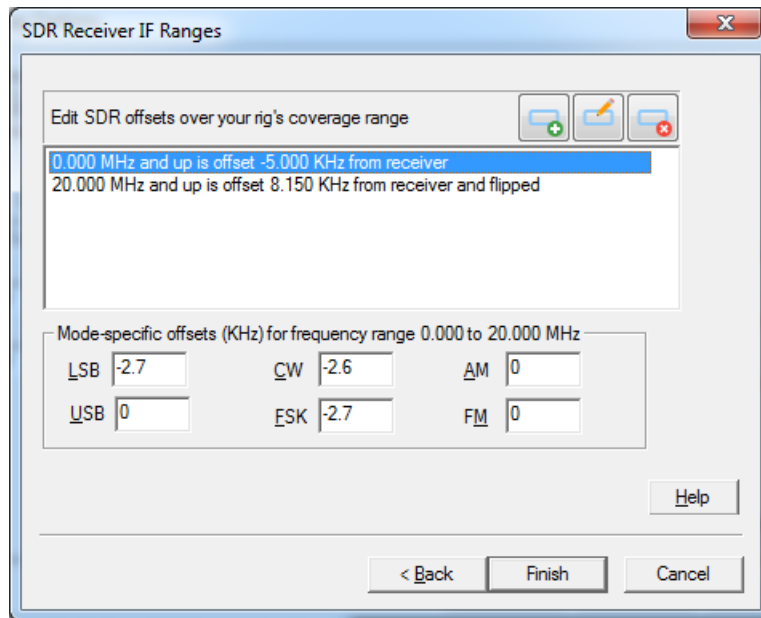 SDR Receiver IF Ranges
Edit SDR offsets over your rig's coverage range
0.000 MHz and up is offset -5.000 KHz from receiver
20.000 MHz and up is offset 8.150 KHz from receiver and flipped
Mode-specific offsets (KHz) for frequency range 0.000 to 20.000 MHz
LSB -2.7 CW -2.6 AM 0
USB 0 FSK -2.7 FM 0
Help
< Back Finish Cancel